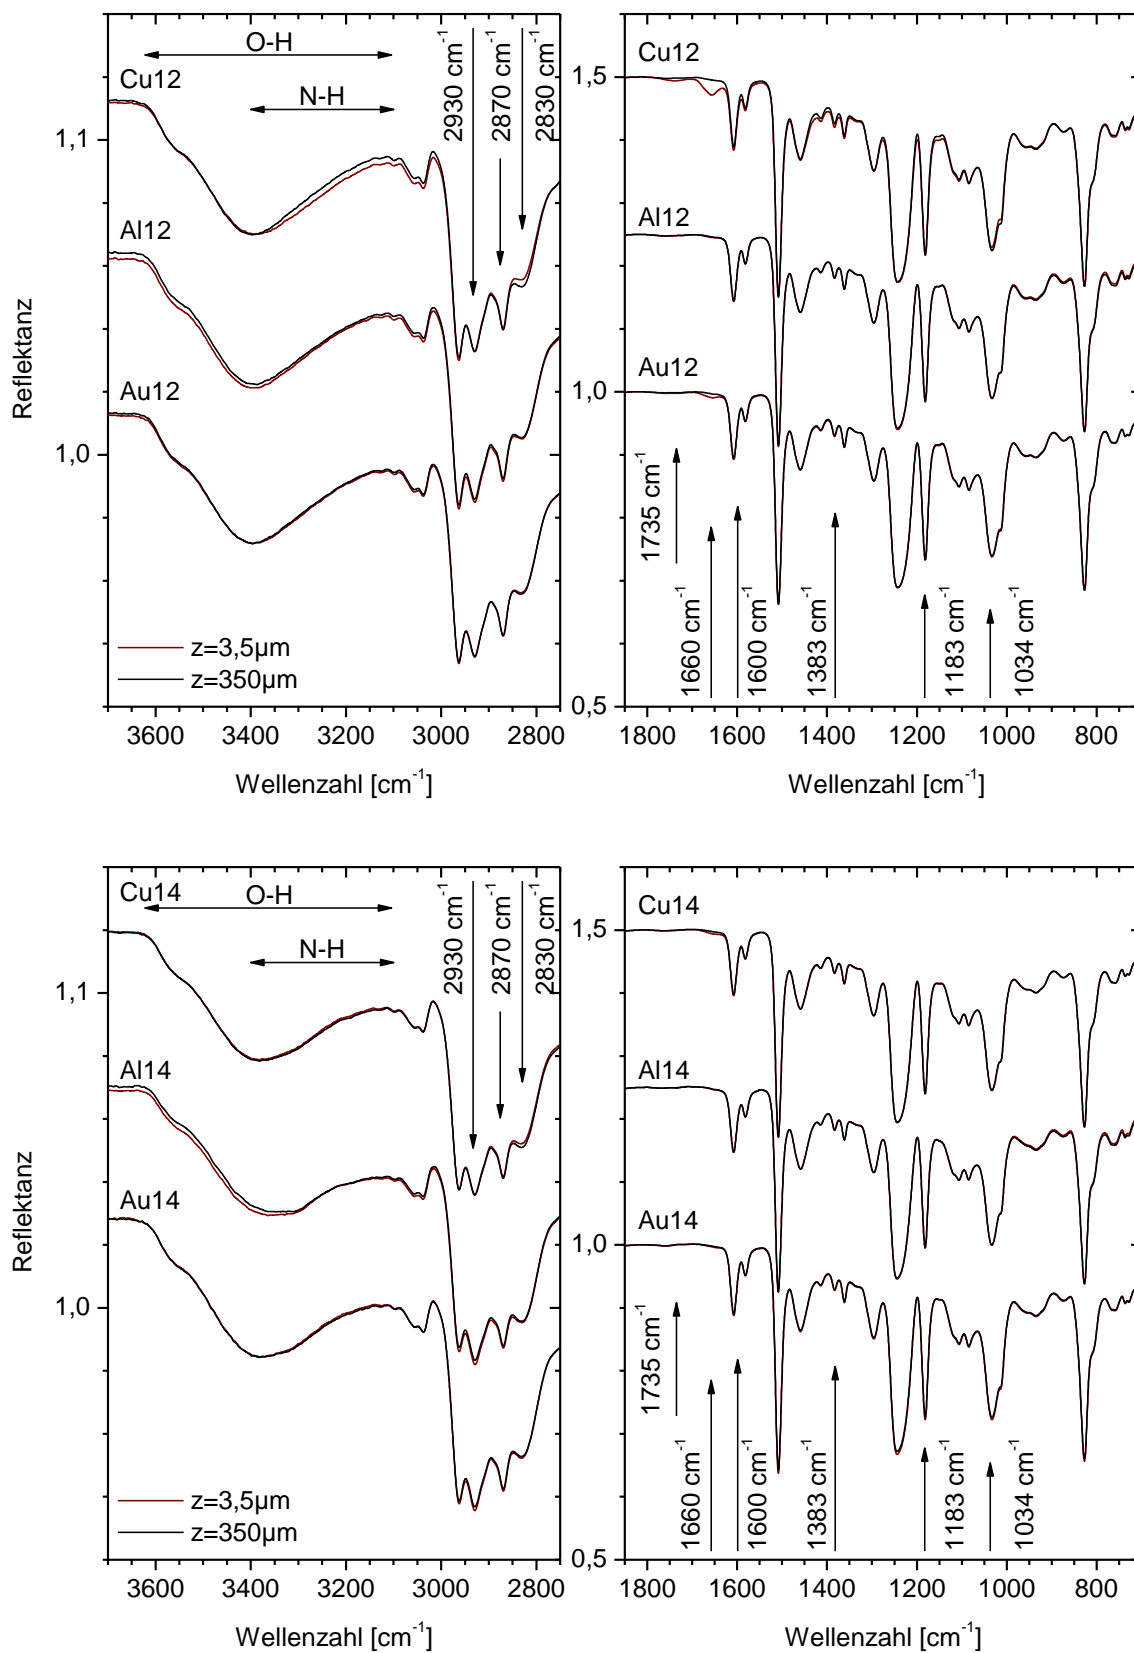 O-H
Cu12
N-H
2930 cm-1
2870 cm-1
2830 cm-1
1,1
Al12
Au12
1,0
Reflektanz
z=3,5µm
z=350µm
3600 3400 3200 3000 2800
Wellenzahl [cm-1]
Cu12
1,5
Al12
Au12
1,0
1735 cm-1
1660 cm-1
1600 cm-1
1383 cm-1
1183 cm-1
1034 cm-1
0,5
1800 1600 1400 1200 1000 800
Wellenzahl [cm-1]
Cu14
O-H
N-H
2930 cm-1
2870 cm-1
2830 cm-1
1,1
Al14
Au14
1,0
Reflektanz
z=3,5µm
z=350µm
3600 3400 3200 3000 2800
Wellenzahl [cm-1]
Cu14
1,5
Al14
Au14
1,0
1735 cm-1
1660 cm-1
1600 cm-1
1383 cm-1
1183 cm-1
1034 cm-1
0,5
1800 1600 1400 1200 1000 800
Wellenzahl [cm-1]